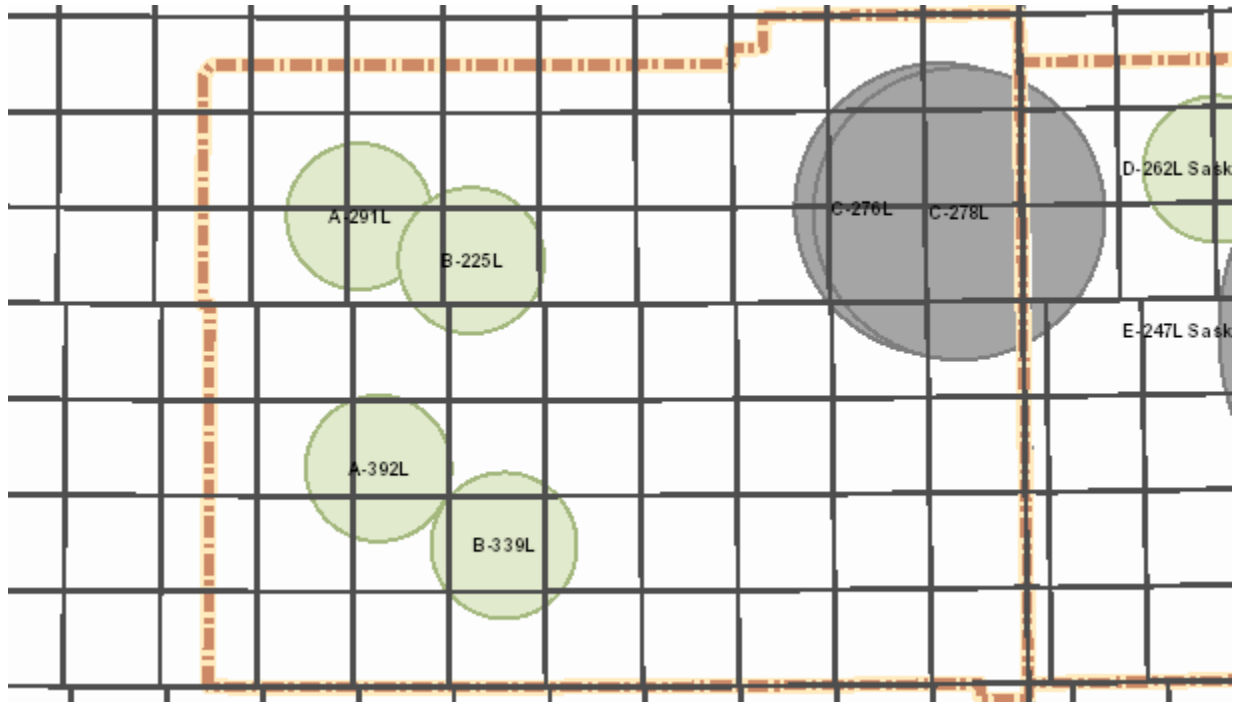 D-262L Sask
A-291L
C-276L
C-278L
B-225L
E-247L Sask
A-392L
B-339L